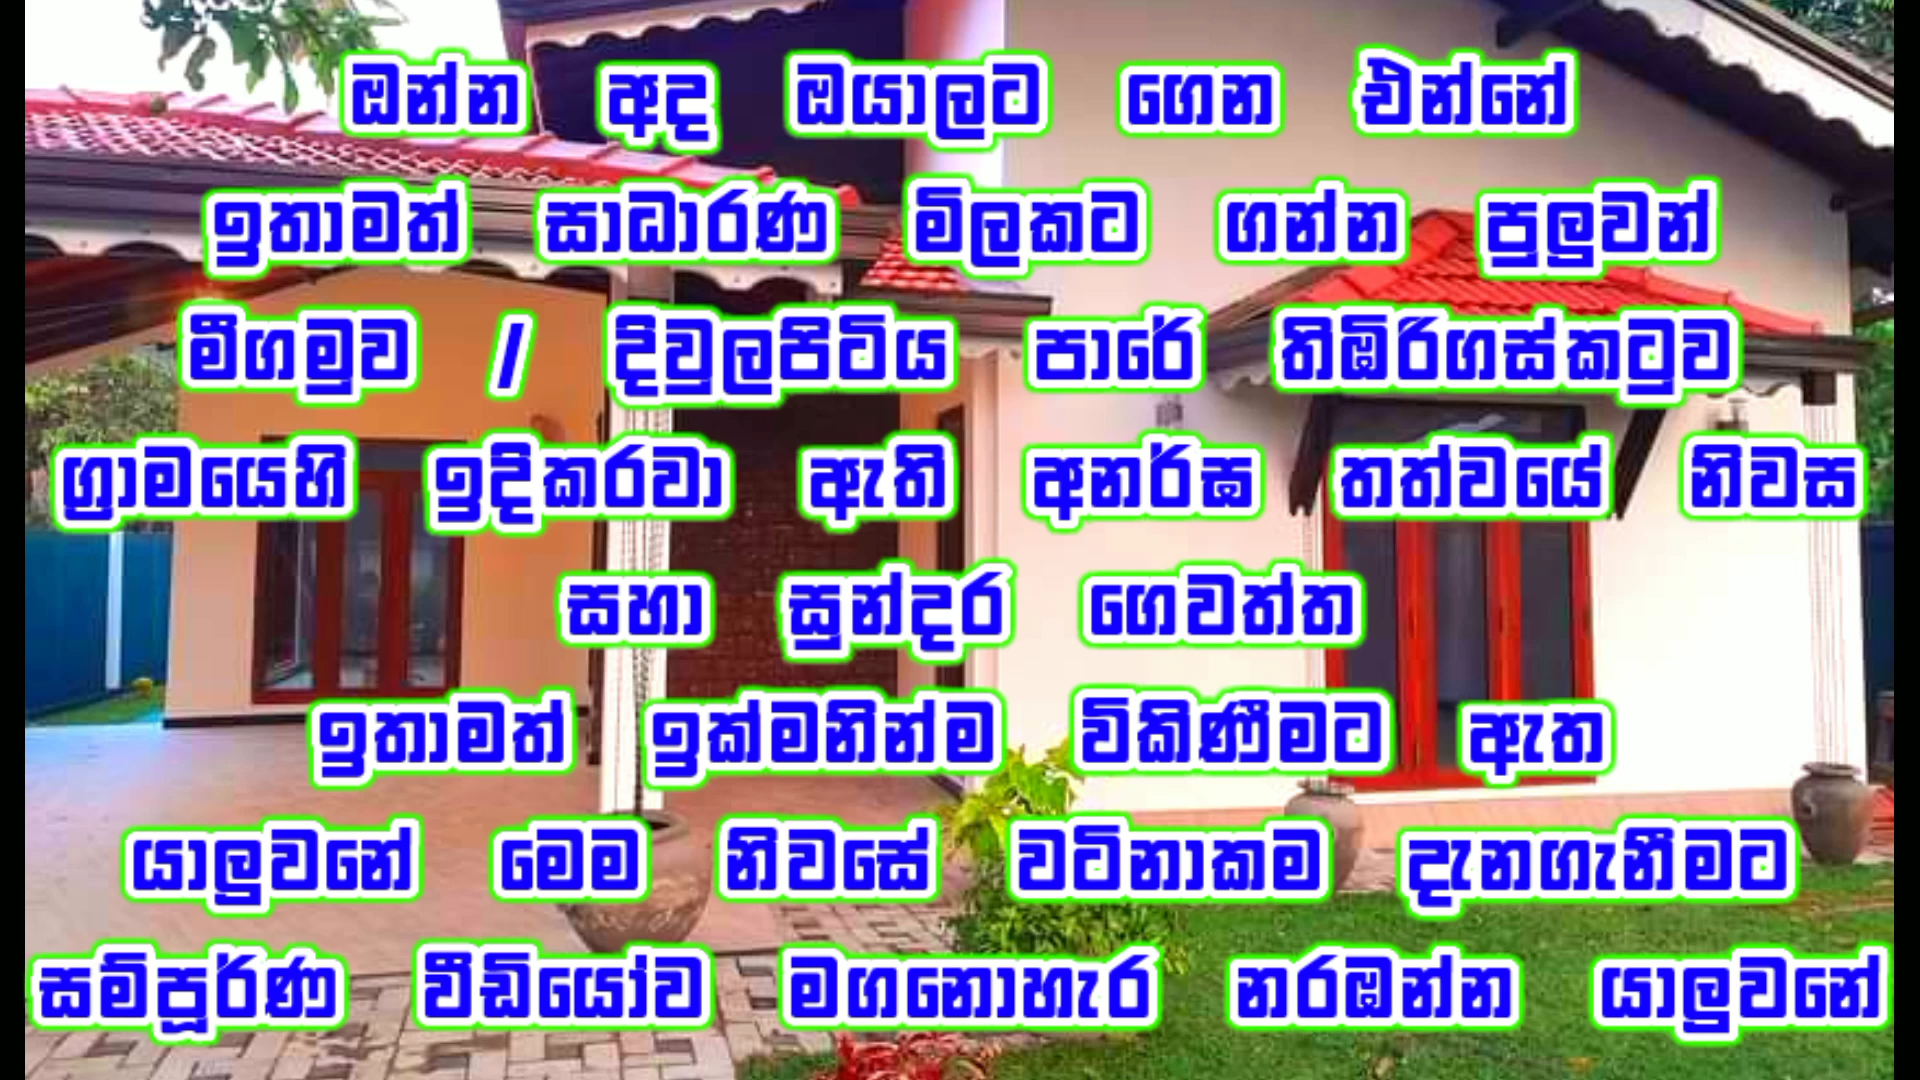 ඔන්න අද ඔයාලට ගෙන එන්නේ
ඉතාමත් සාධාරණ මිලකට ගන්න පුලුවන්
මීගමුව / දිවුලපිටිය පාරේ තිඹිරිගස්කටුව
ග්‍රාමයෙහි ඉදිකරවා ඇති අනර්ඝ තත්වයේ නිවස
සහා සුන්දර ගෙවත්ත
ඉතාමත් ඉක්මනින්ම විකිණීමට ඇත
යාලුවනේ මෙම නිවසේ වටිනාකම දැනගැනීමට
සම්පූර්ණ වීඩියෝව මගනොහැර නරඹන්න යාලුවනේ